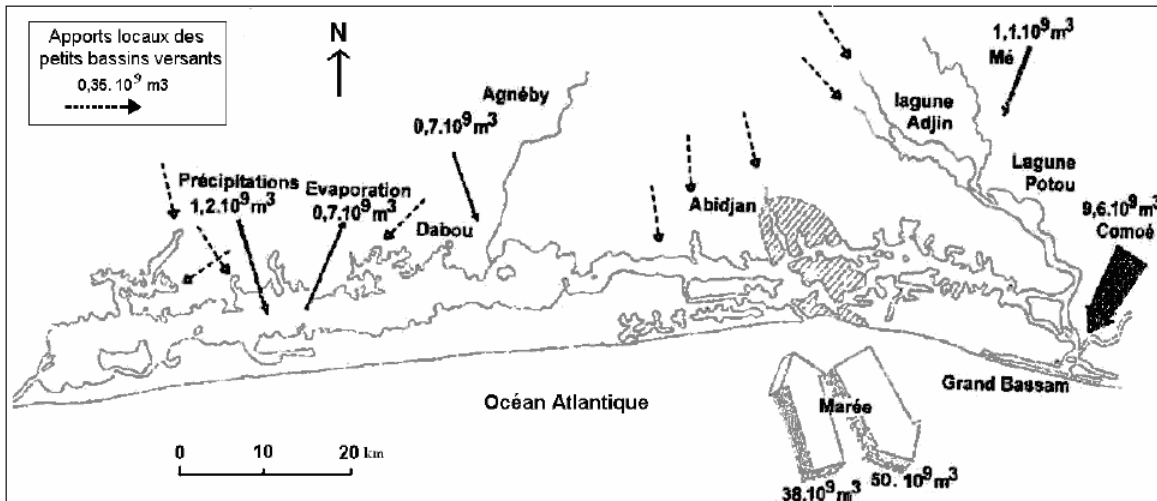 Apports locaux des
petits bassins versants
0,35.10⁹ m3
N
1,1.10⁹m³
Mé
Agnéby
0,7.10⁹m³
lagune
Adjin
Lagune
Potou
Précipitations
1,2.10⁹m³
Evaporation
0,7.10⁹m³
Dabou
Abidjan
9,6.10⁹m³
Comoé
Grand Bassam
Océan Atlantique
Marée
0 10 20 km
38.10⁹m³
50. 10⁹m³